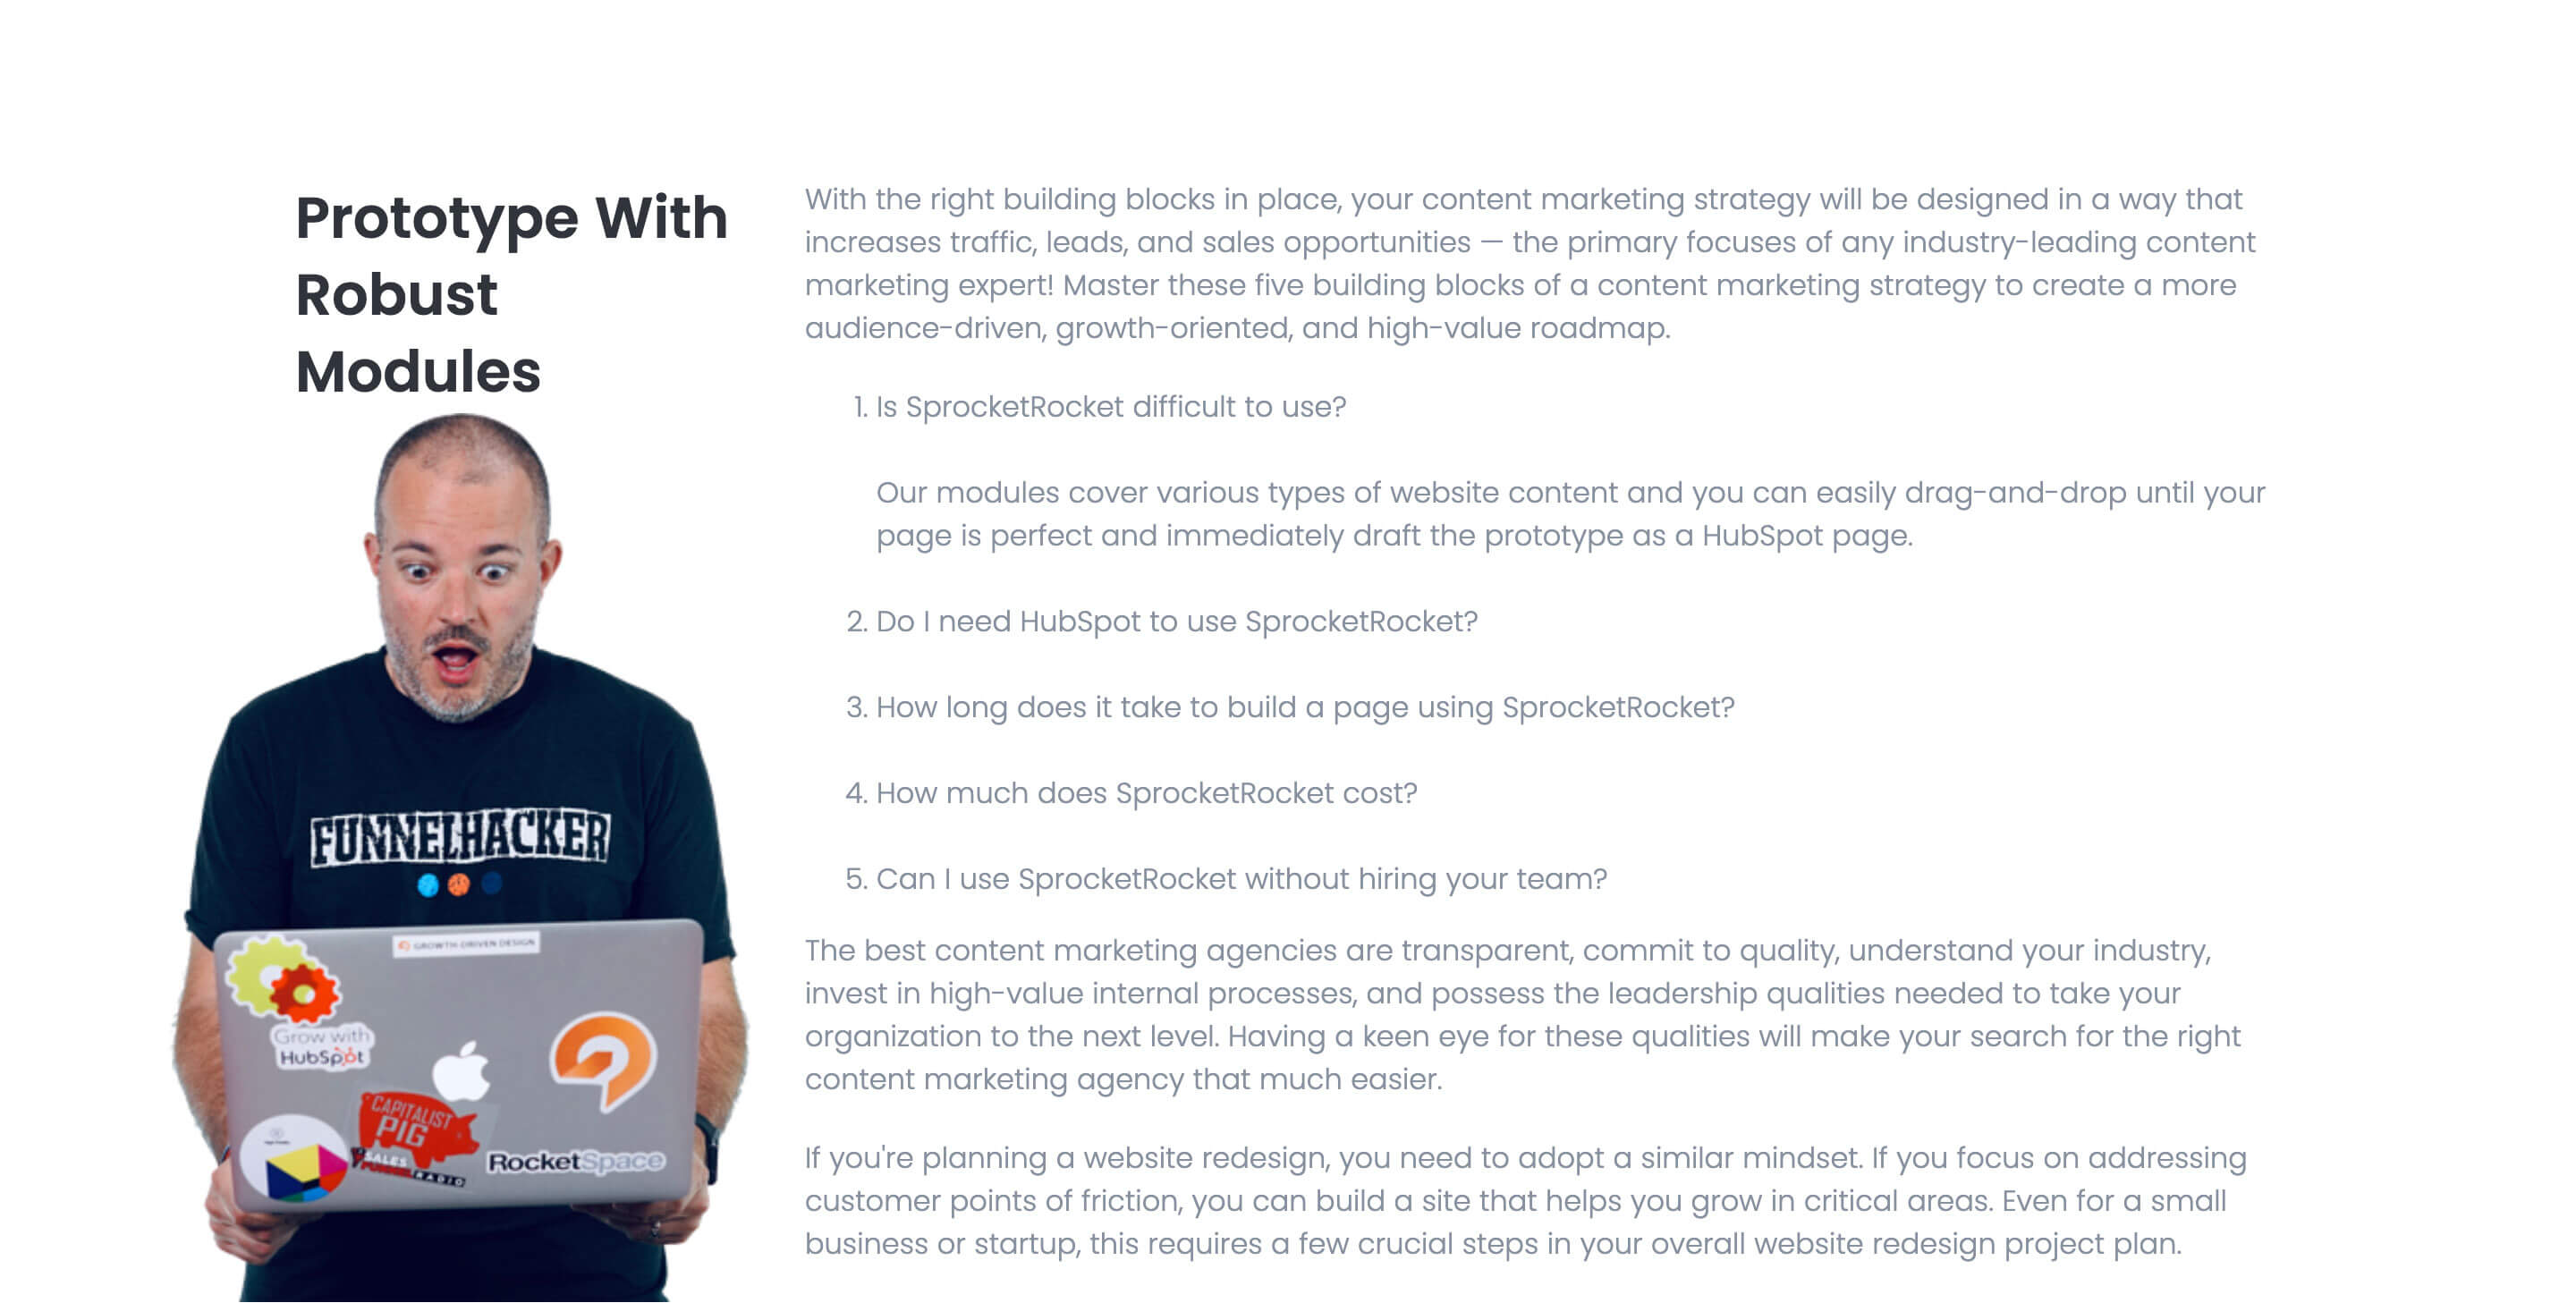 Prototype With
Robust
Modules
With the right building blocks in place, your content marketing strategy will be designed in a way that
increases traffic, leads, and sales opportunities — the primary focuses of any industry-leading content
marketing expert! Master these five building blocks of a content marketing strategy to create a more
audience-driven, growth-oriented, and high-value roadmap.
1. Is SprocketRocket difficult to use?
Our modules cover various types of website content and you can easily drag-and-drop until your
page is perfect and immediately draft the prototype as a HubSpot page.
2. Do I need HubSpot to use SprocketRocket?
3. How long does it take to build a page using SprocketRocket?
4. How much does SprocketRocket cost?
5. Can I use SprocketRocket without hiring your team?
The best content marketing agencies are transparent, commit to quality, understand your industry,
invest in high-value internal processes, and possess the leadership qualities needed to take your
organization to the next level. Having a keen eye for these qualities will make your search for the right
content marketing agency that much easier.
If you're planning a website redesign, you need to adopt a similar mindset. If you focus on addressing
customer points of friction, you can build a site that helps you grow in critical areas. Even for a small
business or startup, this requires a few crucial steps in your overall website redesign project plan.
FUNNELHACKER
GROWTH-DRIVEN DESIGN
Grow with
HubSpot
CAPITALIST
PIG
SALES
FUNNEL RADIO
RocketSpace